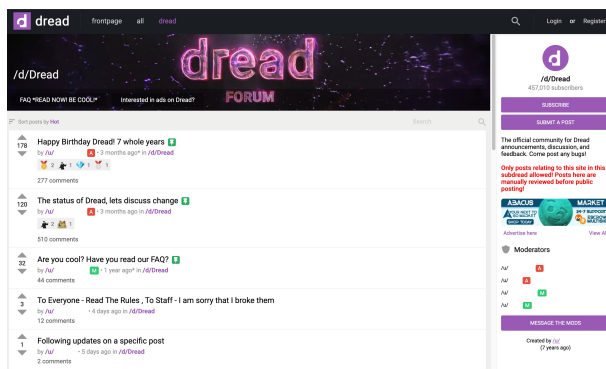 dread frontpage all dread Login or Register
dread
FORUM
/d/Dread
FAQ *READ NOW! BE COOL!* Interested in ads on Dread?
Sort posts by Hot Search
178
Happy Birthday Dread! 7 whole years
by /u/ A • 3 months ago* in /d/Dread
2 1 1 1
277 comments
120
The status of Dread, lets discuss change
by /u/ A • 3 months ago in /d/Dread
2 1
510 comments
32
Are you cool? Have you read our FAQ?
by /u/ M • 1 year ago* in /d/Dread
44 comments
3
To Everyone - Read The Rules , To Staff - I am sorry that I broke them
by /u/ • 4 days ago in /d/Dread
12 comments
1
Following updates on a specific post
by /u/ • 5 days ago in /d/Dread
2 comments
/d/Dread
457,010 subscribers
SUBSCRIBE
SUBMIT A POST
The official community for Dread
announcements, discussion, and
feedback. Come post any bugs!
Only posts relating to this site in this
subdread allowed! Posts here are
manually reviewed before public
posting!
ABACUS MARKET
Advertise here View All
Moderators
/u/ A
/u/ A
/u/ M
/u/ M
MESSAGE THE MODS
Created by /u/
(7 years ago)